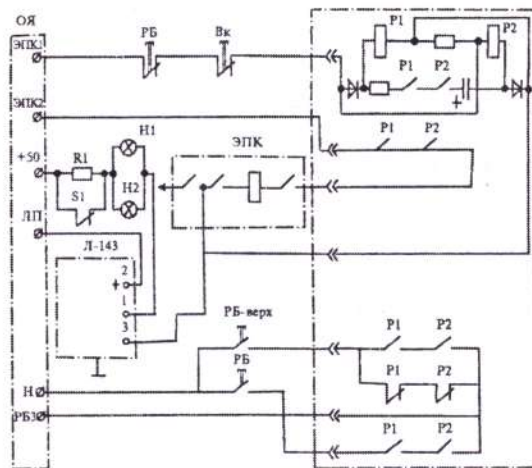 ОЯ
ЭПК1
РБ
Вк
Р1
Р2
Р1
Р2
+
ЭПК2
Р1
Р2
Н1
ЭПК
+50
R1
Н2
S1
ЛП
Л-143
2
+
1
3
РБ-верх
Р1
Р2
РБ
Р1
Р2
Н
РБ3
Р1
Р2